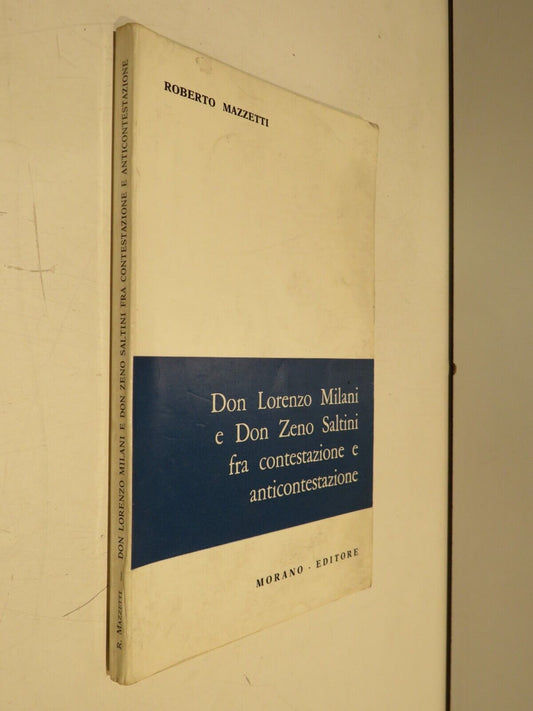 ROBERTO MAZZETTI
Don Lorenzo Milani
e Don Zeno Saltini
fra contestazione e
anticontestazione
MORANO - EDITORE
R. MAZZETTI — DON LORENZO MILANI E DON ZENO SALTINI FRA CONTESTAZIONE E ANTICONTESTAZIONE